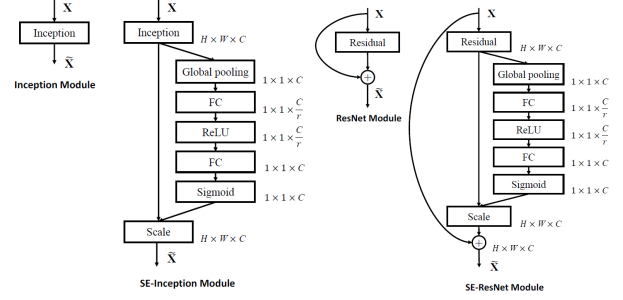 X
Inception
X̃
Inception Module
X
Inception
H × W × C
Global pooling
1 × 1 × C
FC
1 × 1 × C/r
ReLU
1 × 1 × C/r
FC
1 × 1 × C
Sigmoid
1 × 1 × C
Scale
H × W × C
X̃
SE-Inception Module
X
Residual
+
X̃
ResNet Module
X
Residual
H × W × C
Global pooling
1 × 1 × C
FC
1 × 1 × C/r
ReLU
1 × 1 × C/r
FC
1 × 1 × C
Sigmoid
1 × 1 × C
Scale
H × W × C
+
H × W × C
X̃
SE-ResNet Module